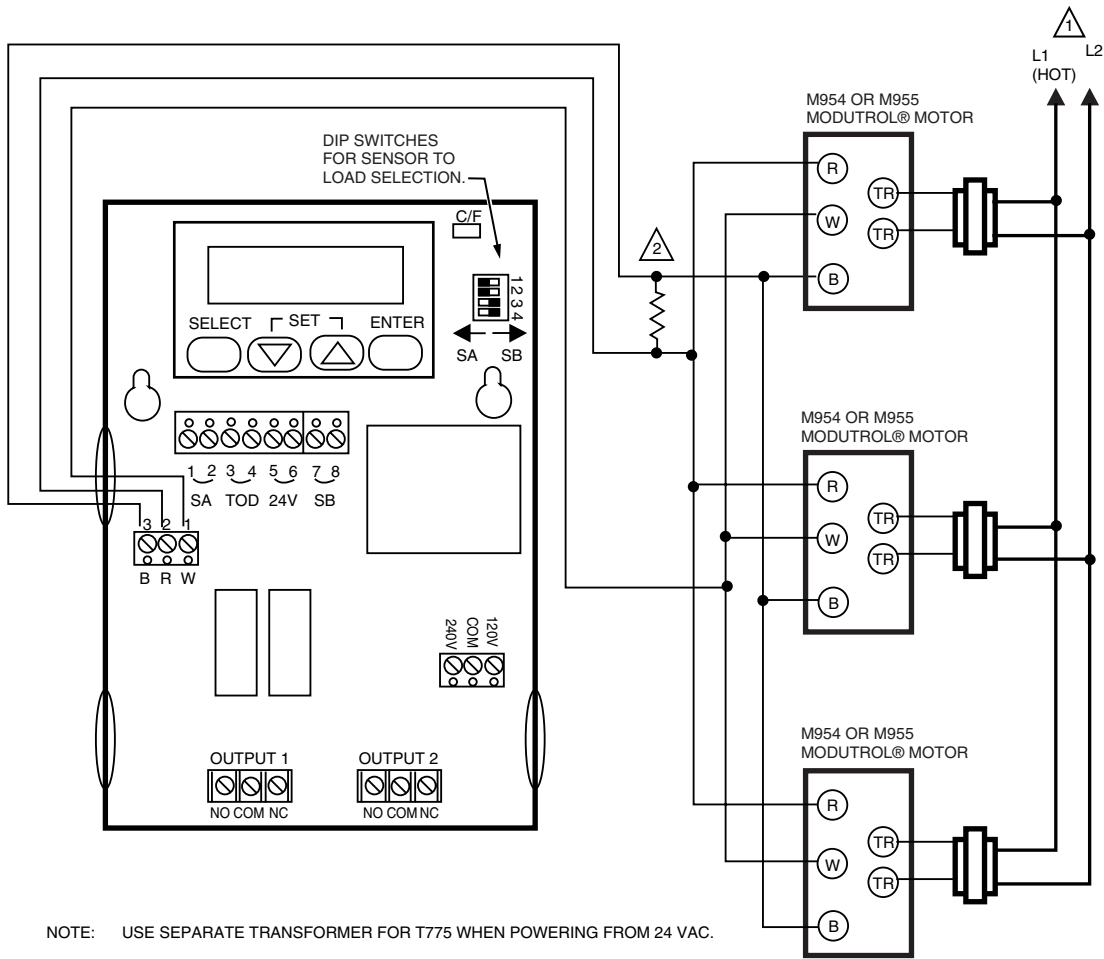 1
L1
(HOT)
L2
M954 OR M955
MODUTROL® MOTOR
DIP SWITCHES
FOR SENSOR TO
LOAD SELECTION.
R
W
B
TR
TR
2
C/F
1 2 3 4
SELECT
SET
ENTER
SA
SB
1 2 3 4 5 6 7 8
SA TOD 24V SB
3 2 1
B R W
M954 OR M955
MODUTROL® MOTOR
R
W
B
TR
TR
240V
COM
120V
OUTPUT 1
NO COM NC
OUTPUT 2
NO COM NC
M954 OR M955
MODUTROL® MOTOR
R
W
B
TR
TR
NOTE: USE SEPARATE TRANSFORMER FOR T775 WHEN POWERING FROM 24 VAC.